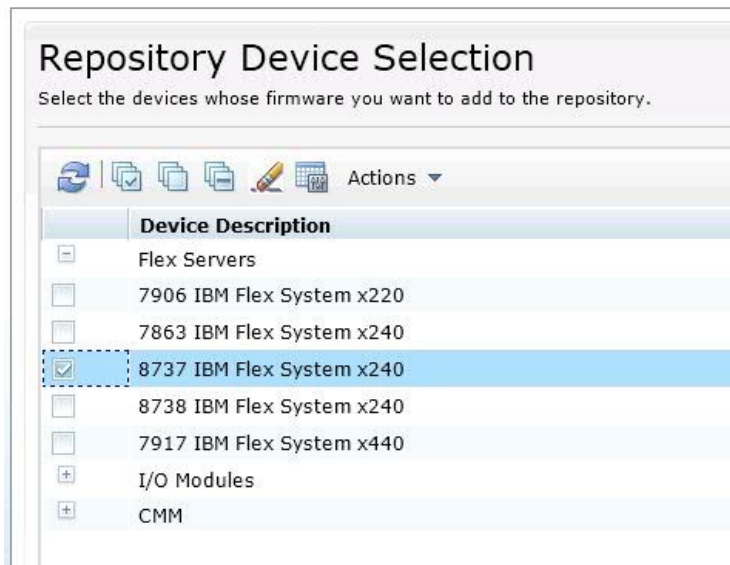 Repository Device Selection
Select the devices whose firmware you want to add to the repository.
Actions
Device Description
Flex Servers
7906 IBM Flex System x220
7863 IBM Flex System x240
8737 IBM Flex System x240
8738 IBM Flex System x240
7917 IBM Flex System x440
I/O Modules
CMM